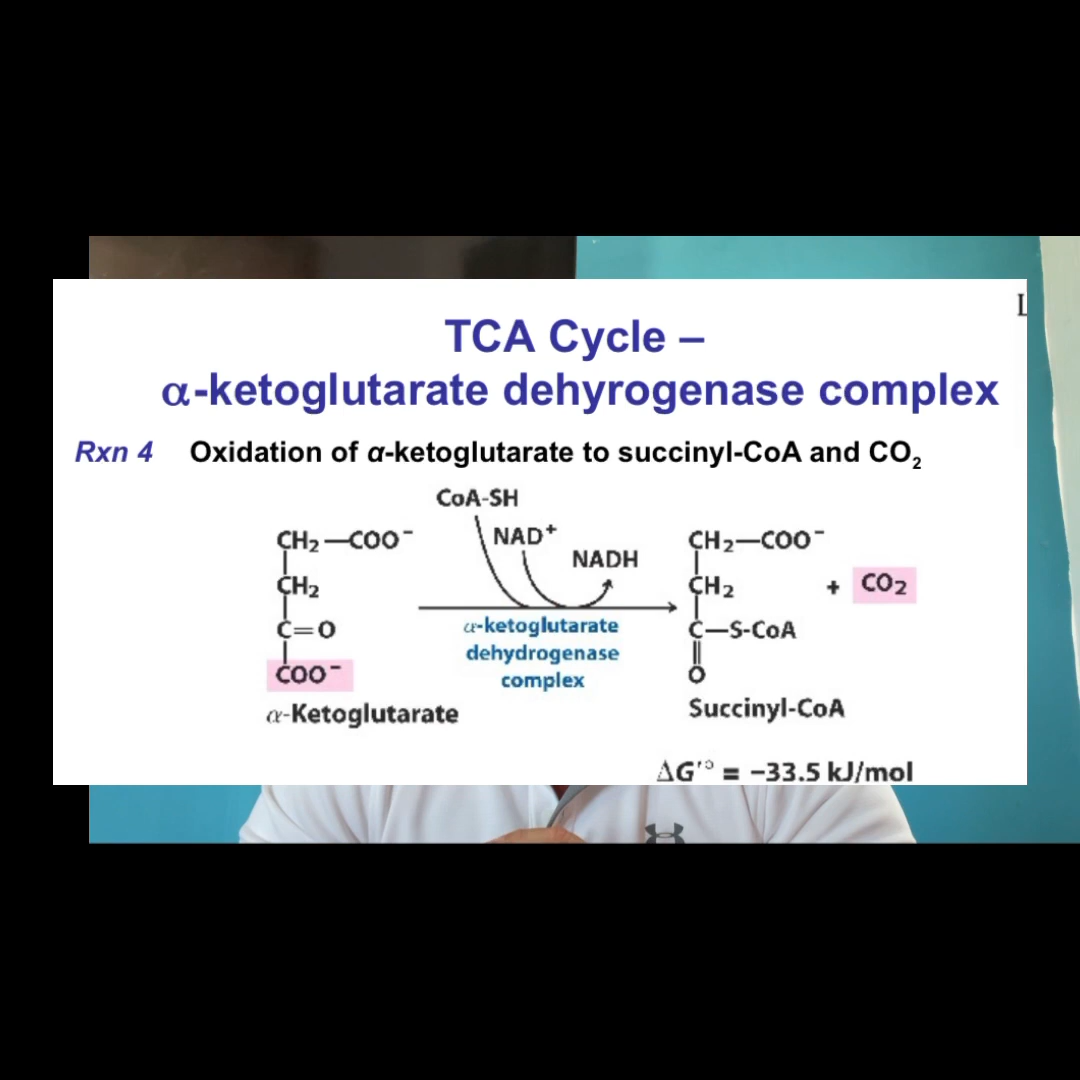 TCA Cycle –
α-ketoglutarate dehyrogenase complex
Rxn 4 Oxidation of α-ketoglutarate to succinyl-CoA and CO₂
CoA-SH
NAD⁺
NADH
CH₂—COO⁻
CH₂
C=O
COO⁻
α-Ketoglutarate
α-ketoglutarate
dehydrogenase
complex
CH₂—COO⁻
CH₂
C—S-CoA
O
Succinyl-CoA
+ CO₂
ΔG'° = −33.5 kJ/mol